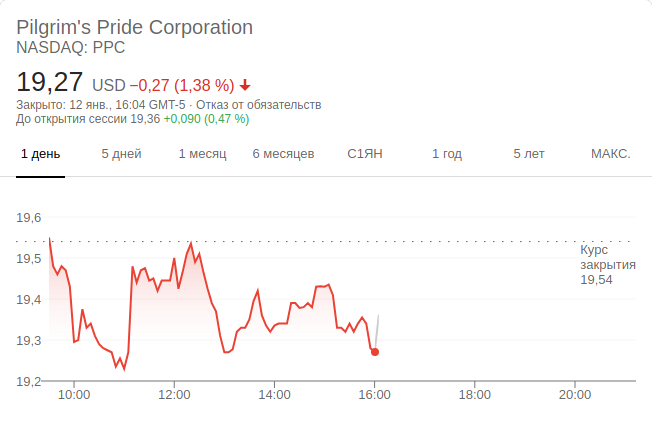 Pilgrim's Pride Corporation
NASDAQ: PPC
19,27 USD −0,27 (1,38 %)
Закрыто: 12 янв., 16:04 GMT-5 · Отказ от обязательств
До открытия сессии 19,36 +0,090 (0,47 %)
1 день 5 дней 1 месяц 6 месяцев С1ЯН 1 год 5 лет МАКС.
19,6
Курс
закрытия
19,54
19,5
19,4
19,3
19,2
10:00 12:00 14:00 16:00 18:00 20:00